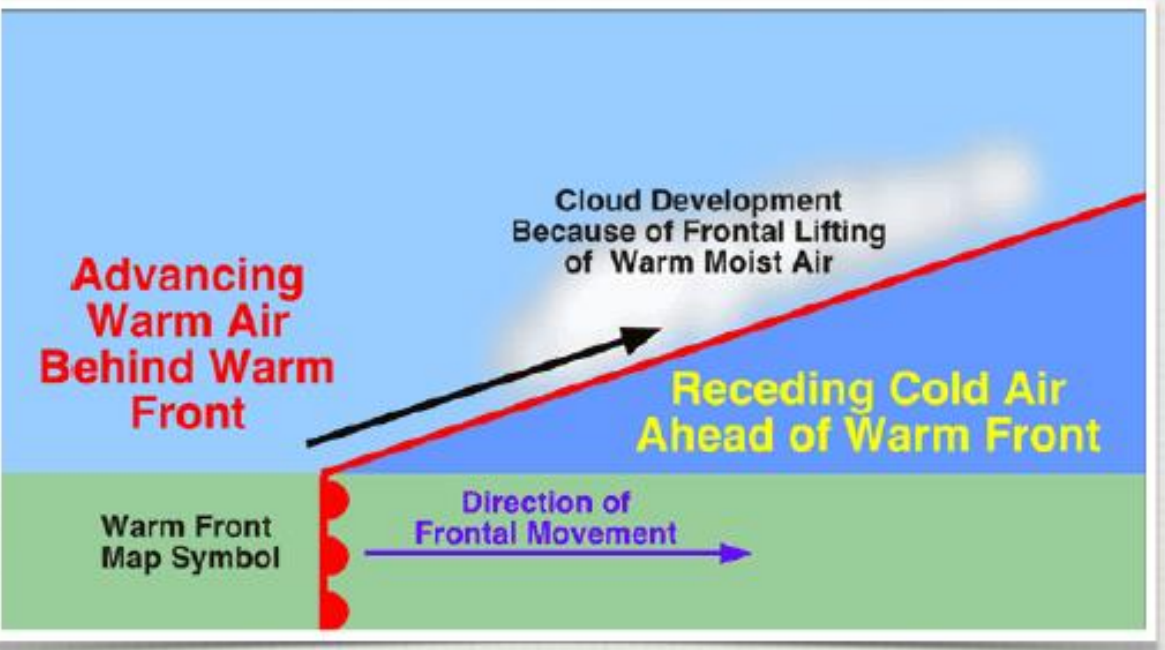 Cloud Development
Because of Frontal Lifting
of Warm Moist Air
Advancing
Warm Air
Behind Warm
Front
Receding Cold Air
Ahead of Warm Front
Warm Front
Map Symbol
Direction of
Frontal Movement